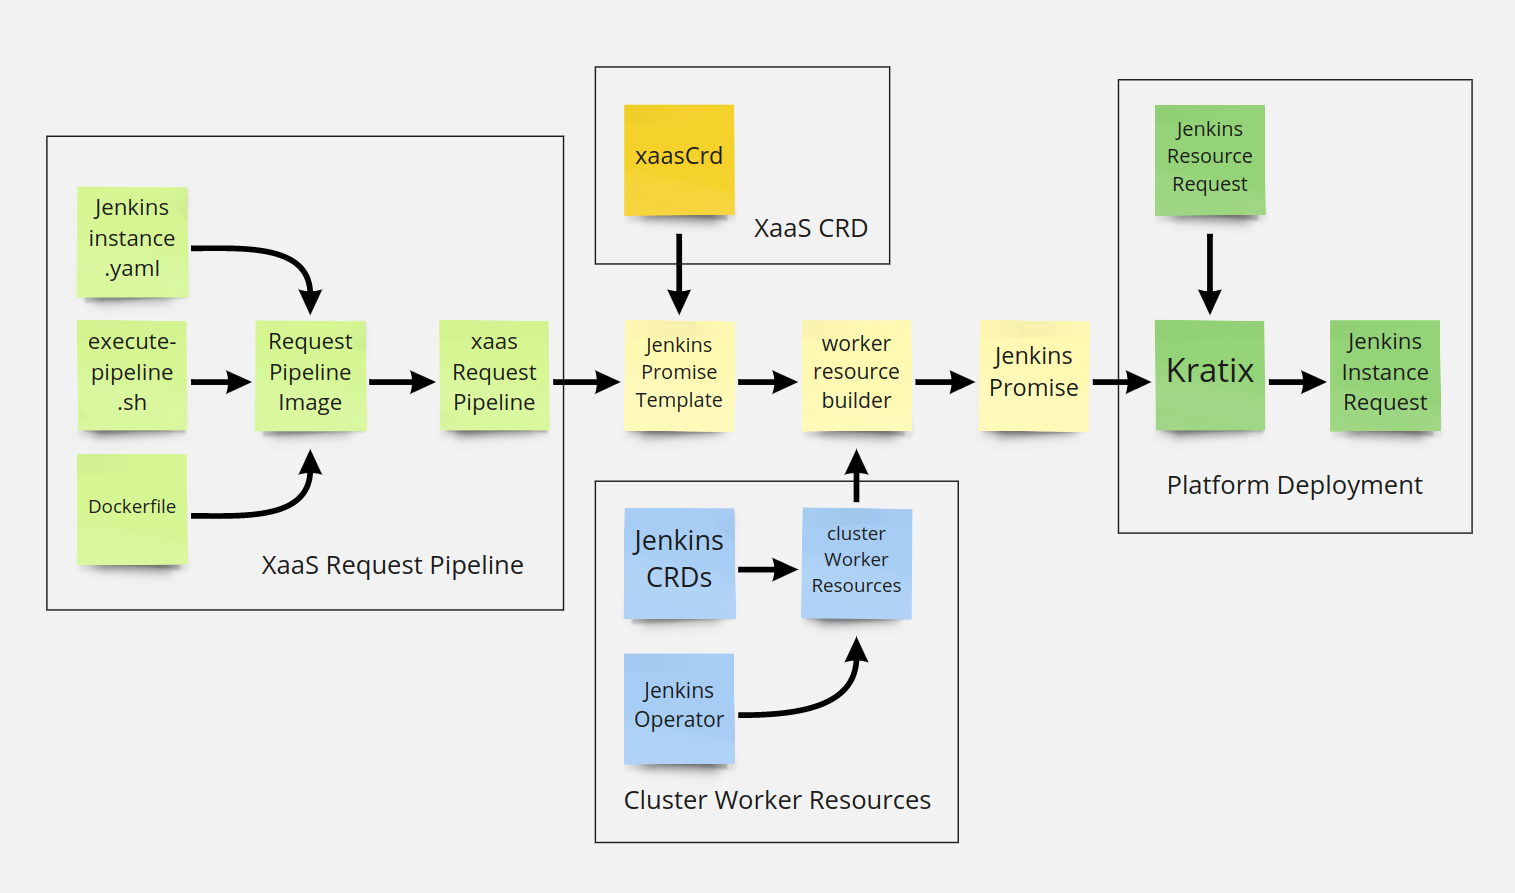 Jenkins
instance
.yaml
execute-
pipeline
.sh
Dockerfile
Request
Pipeline
Image
xaas
Request
Pipeline
XaaS Request Pipeline
xaasCrd
XaaS CRD
Jenkins
Promise
Template
worker
resource
builder
Jenkins
Promise
Jenkins
CRDs
cluster
Worker
Resources
Jenkins
Operator
Cluster Worker Resources
Jenkins
Resource
Request
Kratix
Jenkins
Instance
Request
Platform Deployment